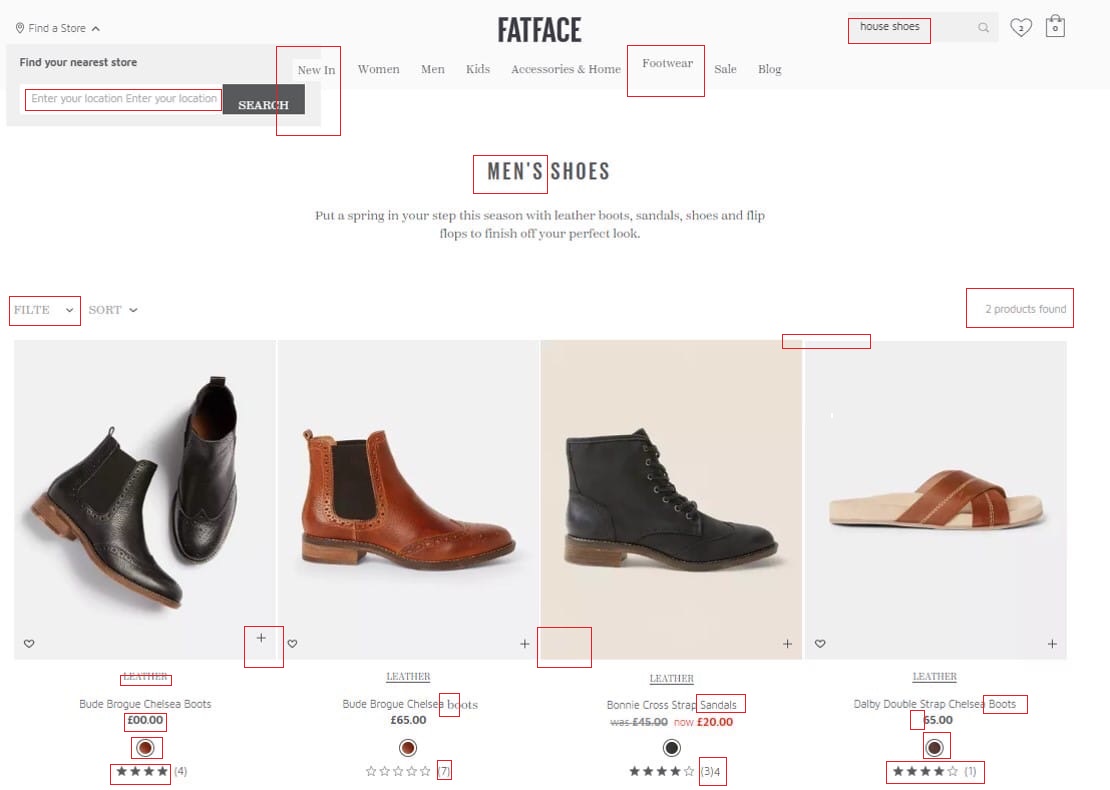 Find a Store
FATFACE
house shoes
2
0
Find your nearest store
New In Women Men Kids Accessories & Home Footwear Sale Blog
Enter your location Enter your location
SEARCH
MEN'S SHOES
Put a spring in your step this season with leather boots, sandals, shoes and flip
flops to finish off your perfect look.
FILTE SORT
2 products found
LEATHER
Bude Brogue Chelsea Boots
£00.00
(4)
LEATHER
Bude Brogue Chelsea boots
£65.00
(7)
LEATHER
Bonnie Cross Strap Sandals
was £45.00 now £20.00
(3)4
LEATHER
Dalby Double Strap Chelsea Boots
65.00
(1)